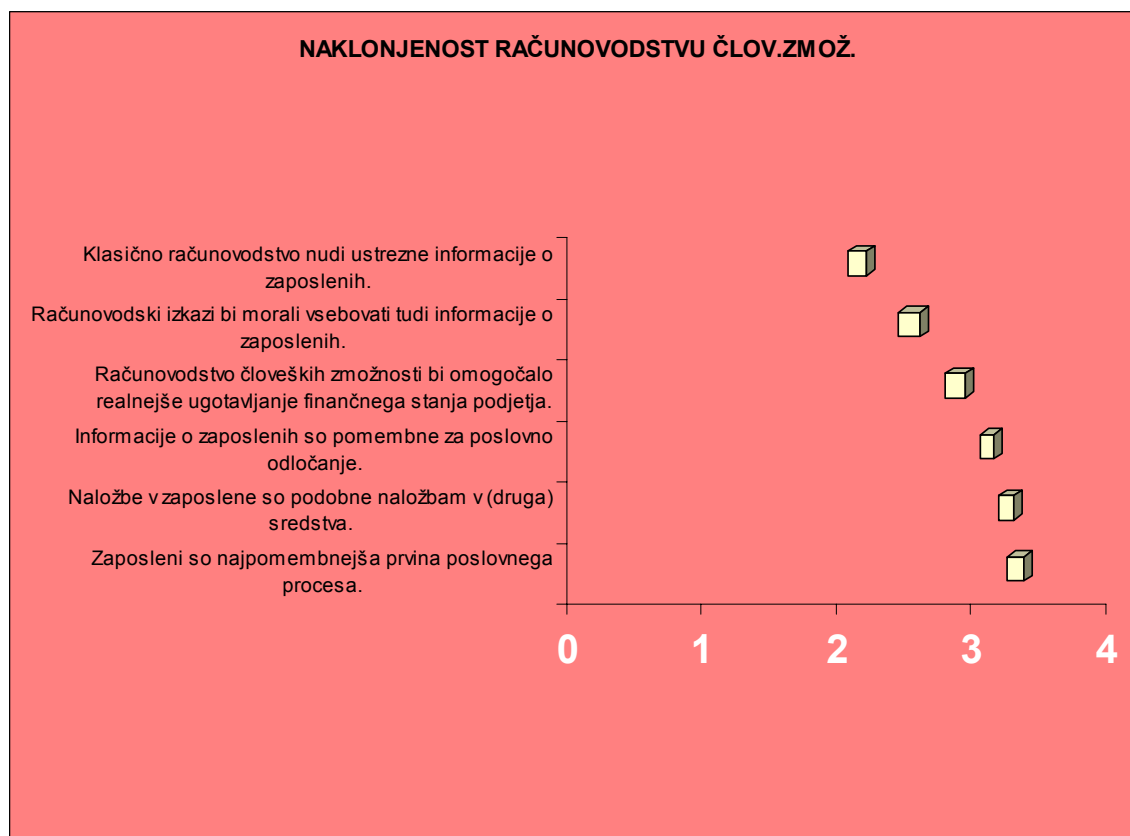 NAKLONJENOST RAČUNOVODSTVU ČLOV.ZMOŽ.
Klasično računovodstvo nudi ustrezne informacije o
zaposlenih.
Računovodski izkazi bi morali vsebovati tudi informacije o
zaposlenih.
Računovodstvo človeških zmožnosti bi omogočalo
realnejše ugotavljanje finančnega stanja podjetja.
Informacije o zaposlenih so pomembne za poslovno
odločanje.
Naložbe v zaposlene so podobne naložbam v (druga)
sredstva.
Zaposleni so najpomembnejša prvina poslovnega
procesa.
0 1 2 3 4